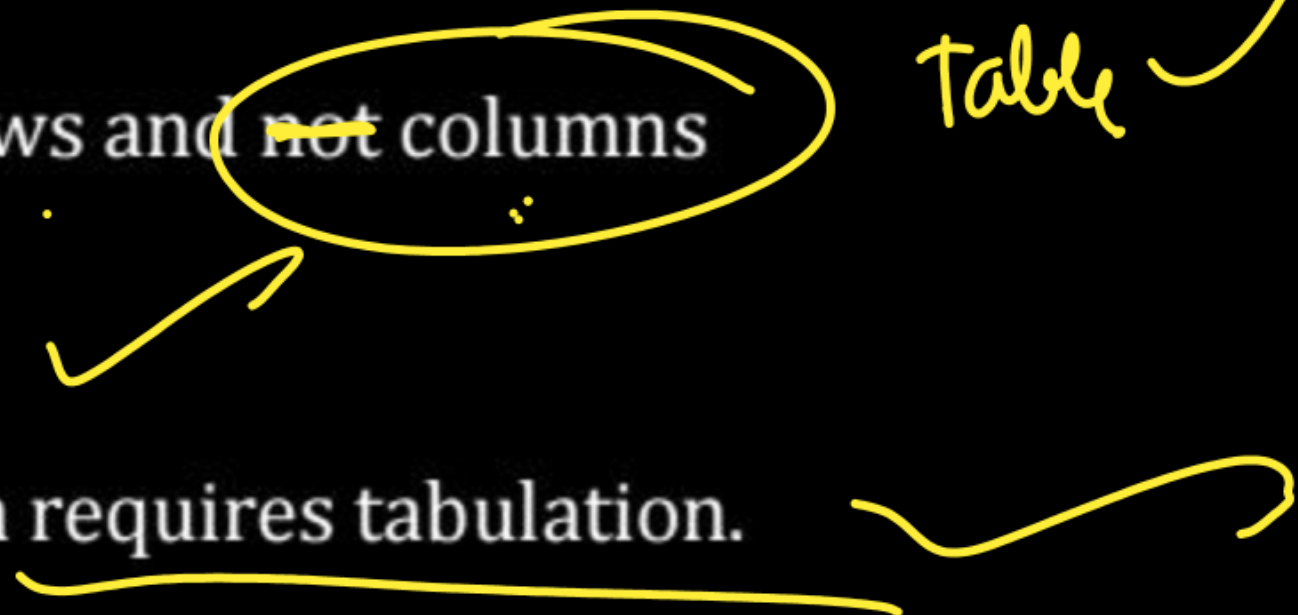 Table
ws and not columns
requires tabulation.